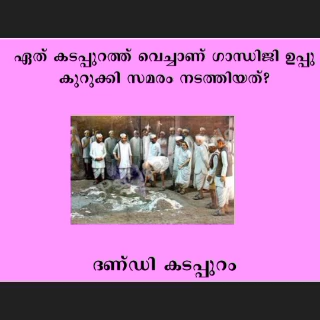 ഏത് കടപ്പുറത്ത് വെച്ചാണ് ഗാന്ധിജി ഉപ്പു
കുറുക്കി സമരം നടത്തിയത്?
ദണ്ഡി കടപ്പുറം